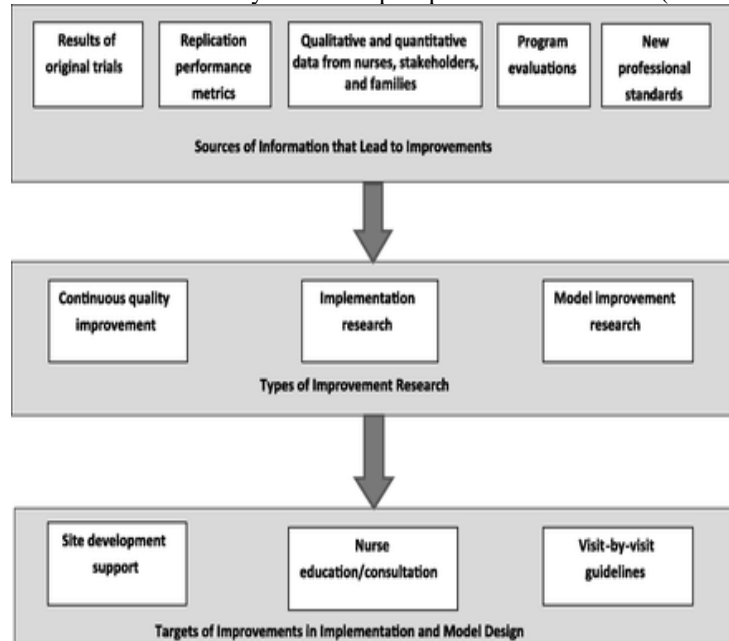 Results of
original trials
Replication
performance
metrics
Qualitative and quantitative
data from nurses, stakeholders,
and families
Program
evaluations
New
professional
standards
Sources of Information that Lead to Improvements
Continuous quality
improvement
Implementation
research
Model improvement
research
Types of Improvement Research
Site development
support
Nurse
education/consultation
Visit-by-visit
guidelines
Targets of Improvements in Implementation and Model Design